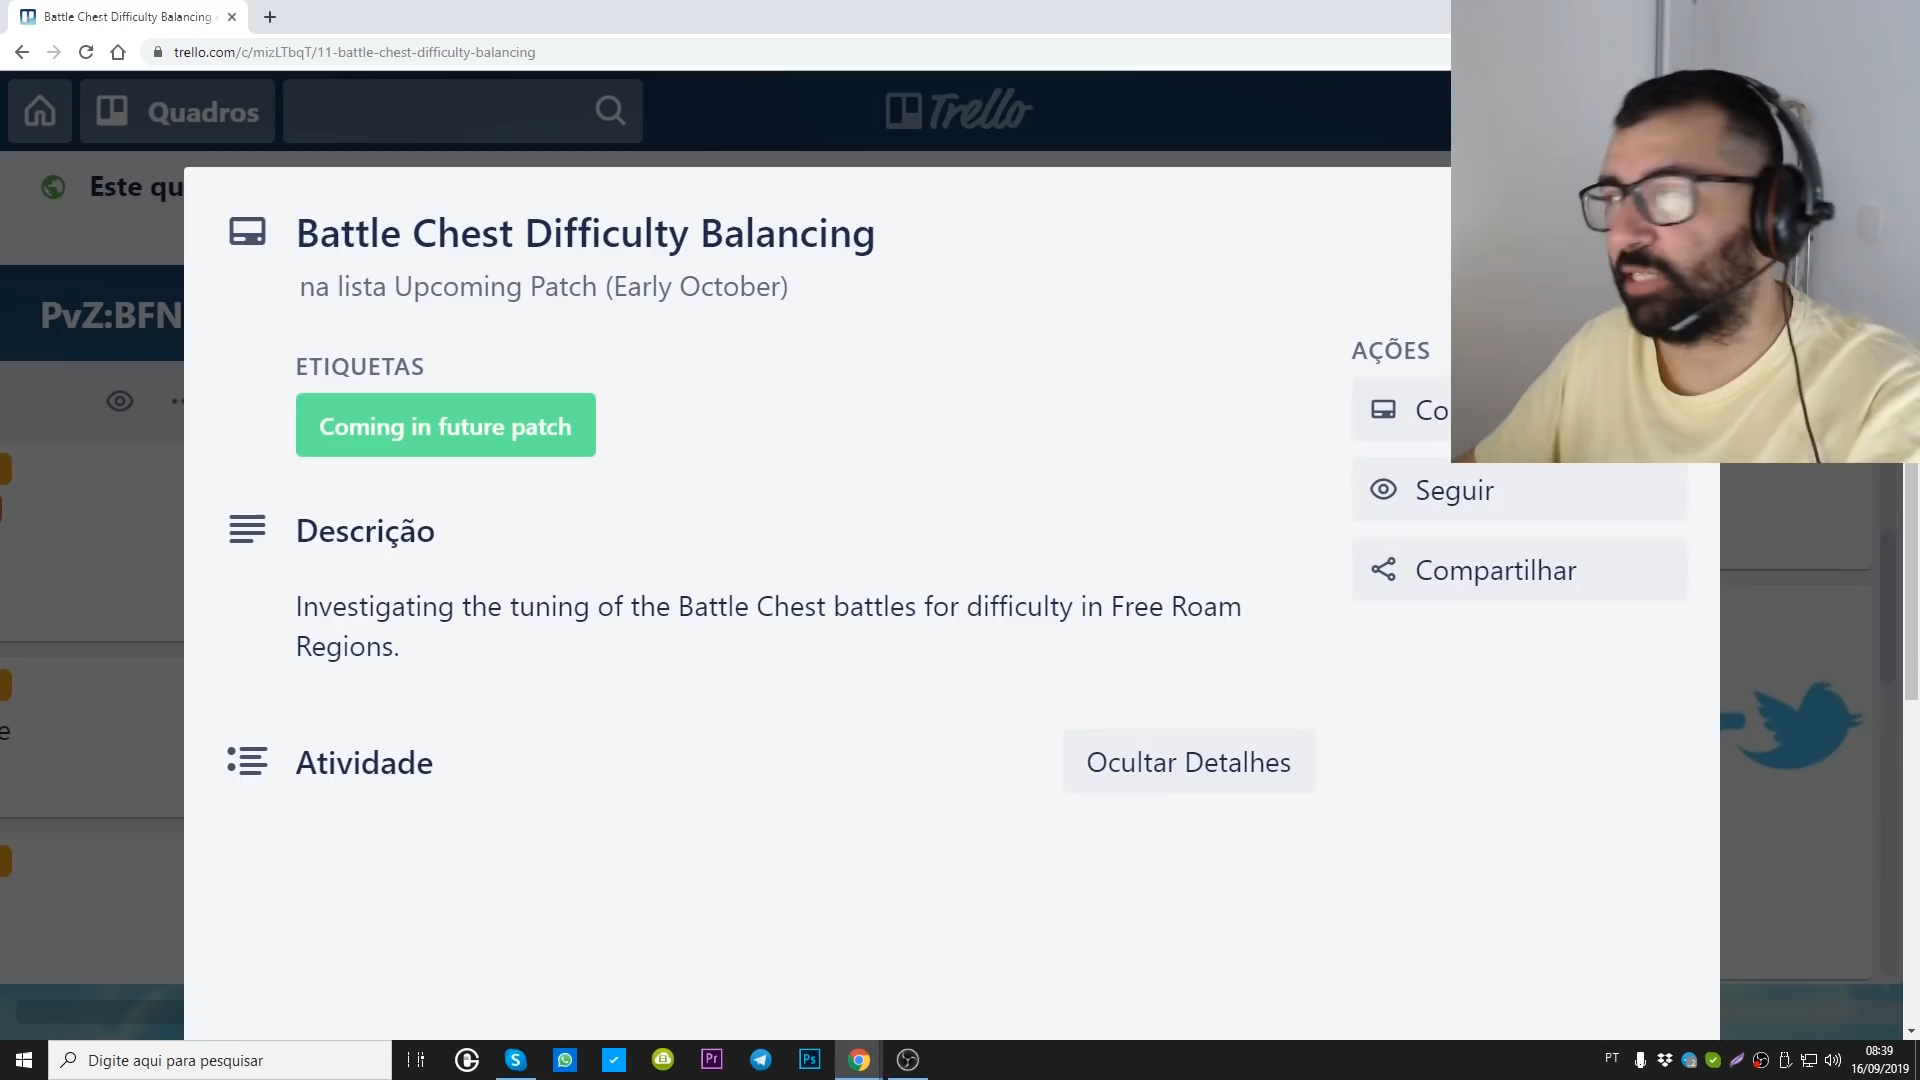 Battle Chest Difficulty Balancing
trello.com/c/mizLTbqT/11-battle-chest-difficulty-balancing
Quadros
Trello
Este qu
Battle Chest Difficulty Balancing
na lista Upcoming Patch (Early October)
PvZ:BFN
ETIQUETAS
AÇÕES
Coming in future patch
Co
Seguir
Descrição
Compartilhar
Investigating the tuning of the Battle Chest battles for difficulty in Free Roam
Regions.
e
Atividade
Ocultar Detalhes
Digite aqui para pesquisar
Pr
Ps
PT
08:39
16/09/2019